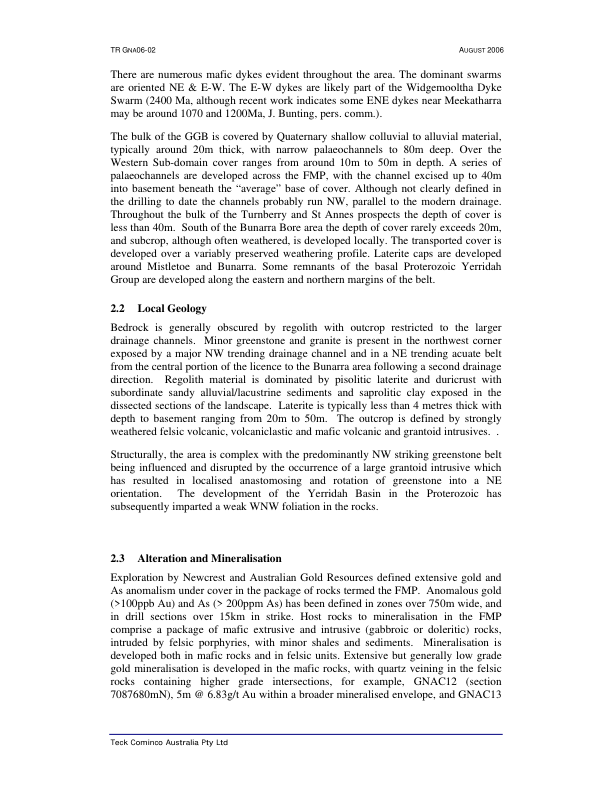 TR GNA06-02 AUGUST 2006
There are numerous mafic dykes evident throughout the area. The dominant swarms
are oriented NE & E-W. The E-W dykes are likely part of the Widgemooltha Dyke
Swarm (2400 Ma, although recent work indicates some ENE dykes near Meekatharra
may be around 1070 and 1200Ma, J. Bunting, pers. comm.).
The bulk of the GGB is covered by Quaternary shallow colluvial to alluvial material,
typically around 20m thick, with narrow palaeochannels to 80m deep. Over the
Western Sub-domain cover ranges from around 10m to 50m in depth. A series of
palaeochannels are developed across the FMP, with the channel excised up to 40m
into basement beneath the “average” base of cover. Although not clearly defined in
the drilling to date the channels probably run NW, parallel to the modern drainage.
Throughout the bulk of the Turnberry and St Annes prospects the depth of cover is
less than 40m. South of the Bunarra Bore area the depth of cover rarely exceeds 20m,
and subcrop, although often weathered, is developed locally. The transported cover is
developed over a variably preserved weathering profile. Laterite caps are developed
around Mistletoe and Bunarra. Some remnants of the basal Proterozoic Yerridah
Group are developed along the eastern and northern margins of the belt.
2.2 Local Geology
Bedrock is generally obscured by regolith with outcrop restricted to the larger
drainage channels. Minor greenstone and granite is present in the northwest corner
exposed by a major NW trending drainage channel and in a NE trending acuate belt
from the central portion of the licence to the Bunarra area following a second drainage
direction. Regolith material is dominated by pisolitic laterite and duricrust with
subordinate sandy alluvial/lacustrine sediments and saprolitic clay exposed in the
dissected sections of the landscape. Laterite is typically less than 4 metres thick with
depth to basement ranging from 20m to 50m. The outcrop is defined by strongly
weathered felsic volcanic, volcaniclastic and mafic volcanic and grantoid intrusives. .
Structurally, the area is complex with the predominantly NW striking greenstone belt
being influenced and disrupted by the occurrence of a large grantoid intrusive which
has resulted in localised anastomosing and rotation of greenstone into a NE
orientation. The development of the Yerridah Basin in the Proterozoic has
subsequently imparted a weak WNW foliation in the rocks.
2.3 Alteration and Mineralisation
Exploration by Newcrest and Australian Gold Resources defined extensive gold and
As anomalism under cover in the package of rocks termed the FMP. Anomalous gold
(>100ppb Au) and As (> 200ppm As) has been defined in zones over 750m wide, and
in drill sections over 15km in strike. Host rocks to mineralisation in the FMP
comprise a package of mafic extrusive and intrusive (gabbroic or doleritic) rocks,
intruded by felsic porphyries, with minor shales and sediments. Mineralisation is
developed both in mafic rocks and in felsic units. Extensive but generally low grade
gold mineralisation is developed in the mafic rocks, with quartz veining in the felsic
rocks containing higher grade intersections, for example, GNAC12 (section
7087680mN), 5m @ 6.83g/t Au within a broader mineralised envelope, and GNAC13
Teck Cominco Australia Pty Ltd